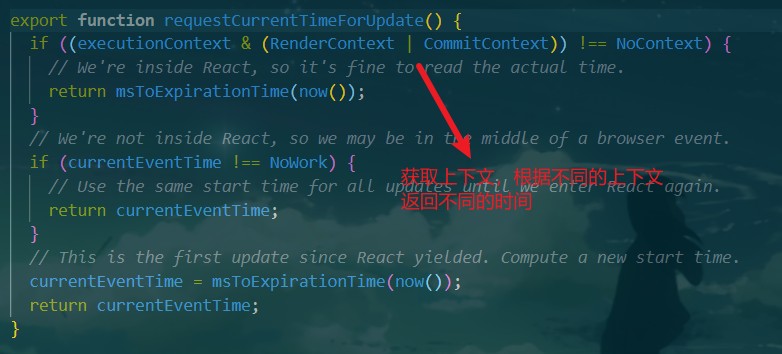 export function requestCurrentTimeForUpdate() {
if ((executionContext & (RenderContext | CommitContext)) !== NoContext) {
// We're inside React, so it's fine to read the actual time.
return msToExpirationTime(now());
}
// We're not inside React, so we may be in the middle of a browser event.
if (currentEventTime !== NoWork) {
获取上下文，根据不同的上下文
// Use the same start time for all updates until we enter React again.
返回不同的时间
return currentEventTime;
}
// This is the first update since React yielded. Compute a new start time.
currentEventTime = msToExpirationTime(now());
return currentEventTime;
}